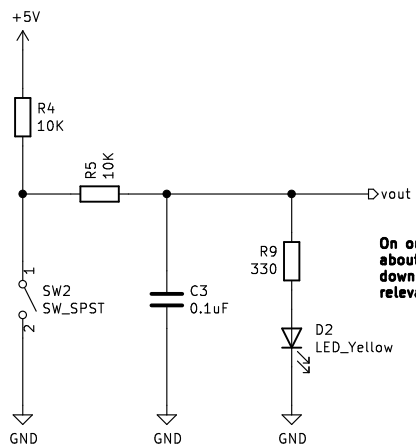 +5V
R4
10K
R5
10K
vout
R9
330
On o
about
down
releva
1
SW2
SW_SPST
2
C3
0.1uF
D2
LED_Yellow
GND
GND
GND